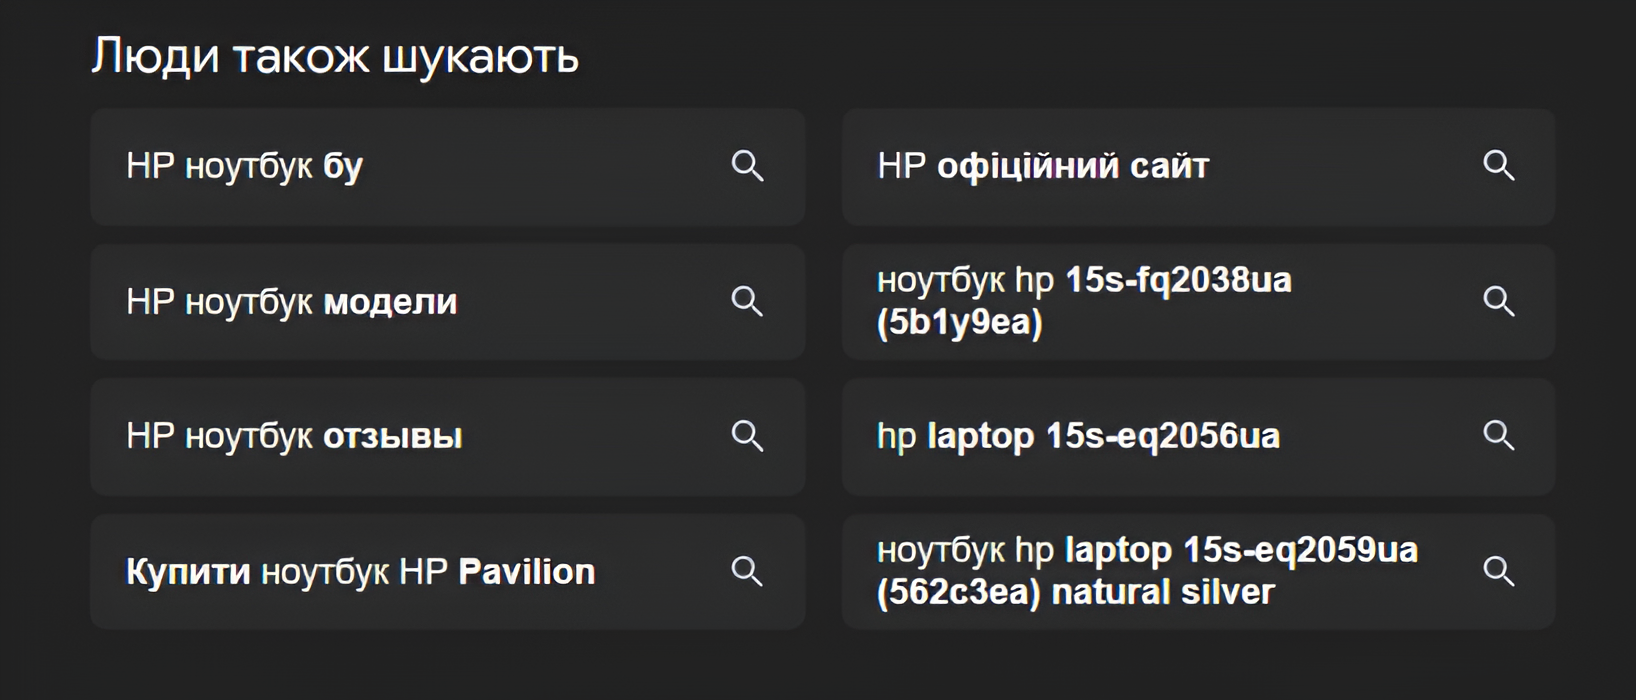 Люди також шукають
HP ноутбук бу
HP офіційний сайт
HP ноутбук модели
ноутбук hp 15s-fq2038ua
(5b1y9ea)
HP ноутбук отзывы
hp laptop 15s-eq2056ua
Купити ноутбук HP Pavilion
ноутбук hp laptop 15s-eq2059ua
(562c3ea) natural silver